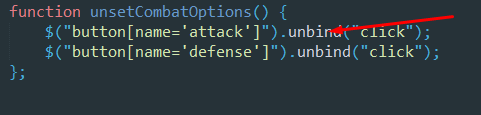 function unsetCombatOptions() {
    $("button[name='attack']").unbind("click");
    $("button[name='defense']").unbind("click");
};